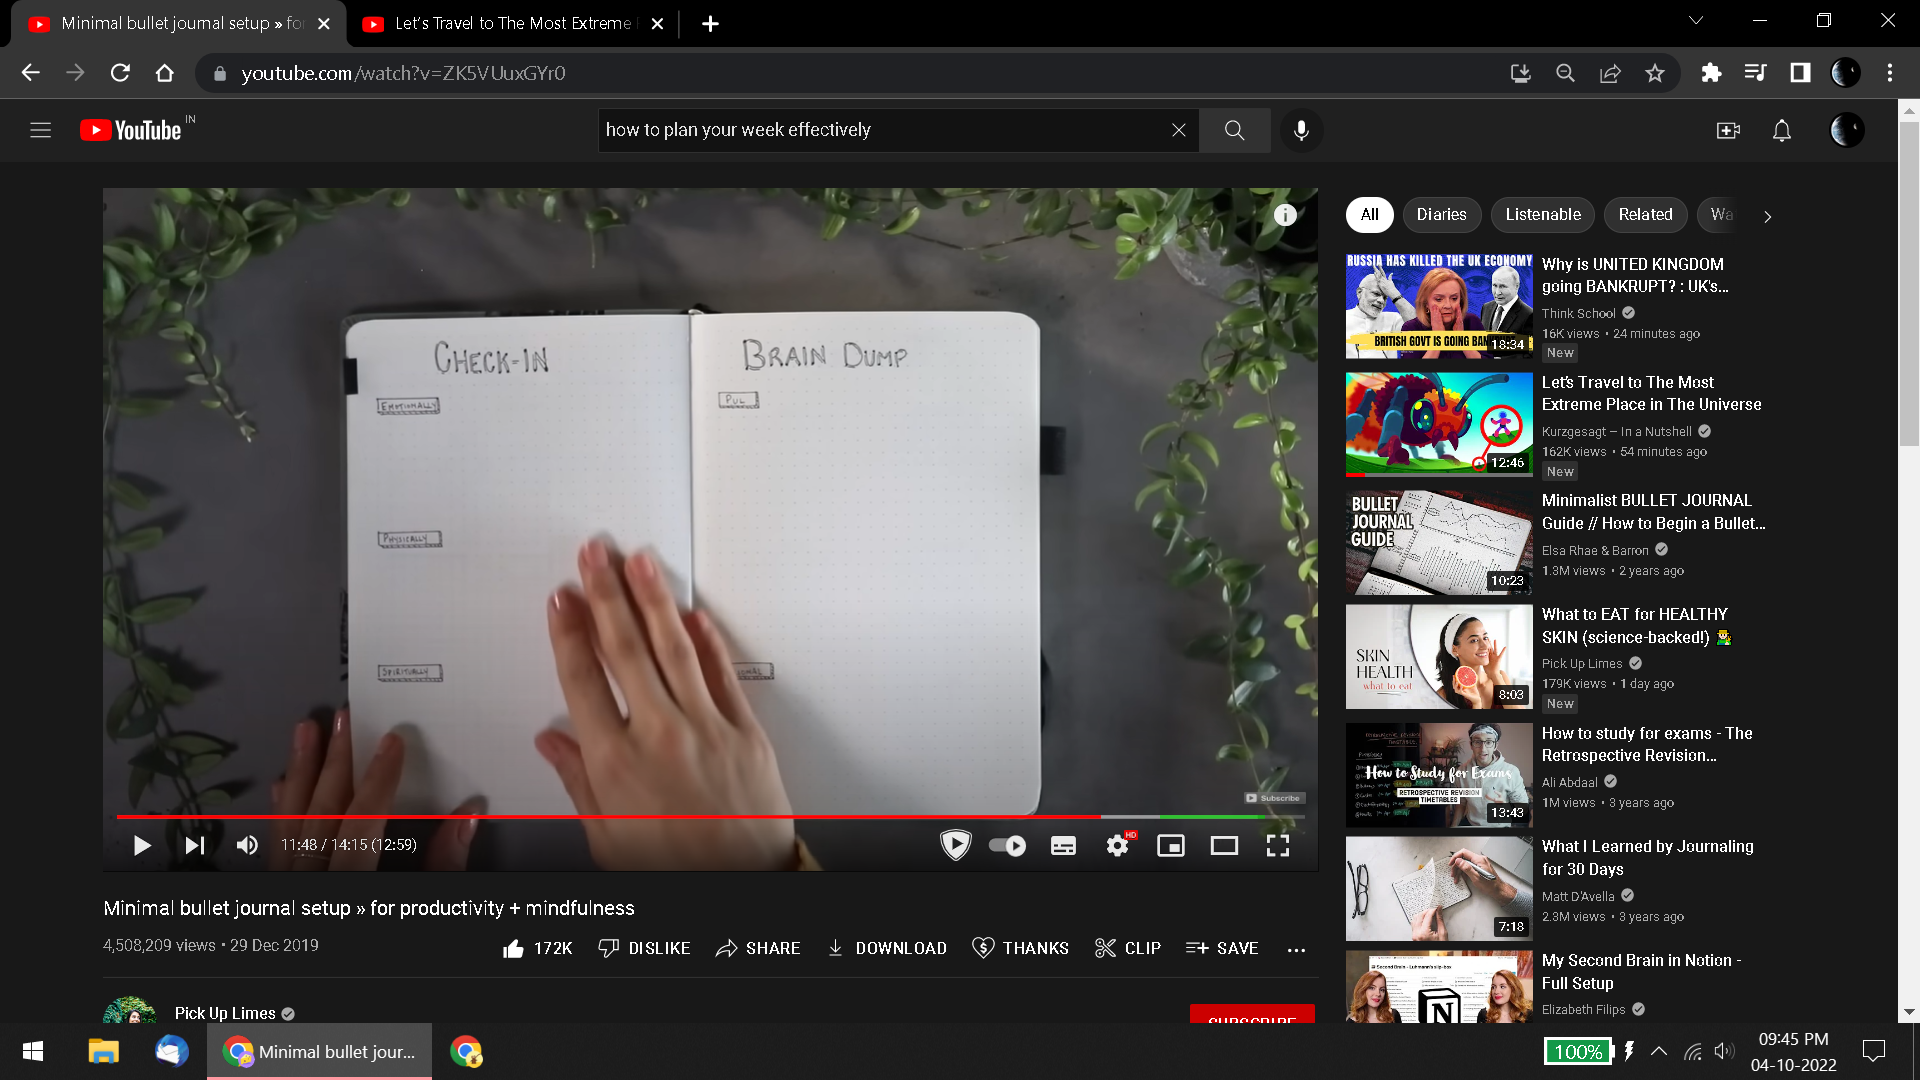 Minimal bullet journal setup » for
Let's Travel to The Most Extreme
youtube.com/watch?v=ZK5VUuxGYr0
YouTube IN
how to plan your week effectively
CHECK-IN
EMOTIONALLY
PHYSICALLY
SPIRITUALLY
BRAIN DUMP
PUL
Subscribe
11:48 / 14:15 (12:59)
HD
Minimal bullet journal setup » for productivity + mindfulness
4,508,209 views • 29 Dec 2019
172K DISLIKE SHARE DOWNLOAD THANKS CLIP SAVE ...
Pick Up Limes
SUBSCRIBE
All Diaries Listenable Related Wa
RUSSIA HAS KILLED THE UK ECONOMY
BRITISH GOVT IS GOING
18:34
Why is UNITED KINGDOM
going BANKRUPT? : UK's...
Think School
16K views • 24 minutes ago
New
12:46
Let's Travel to The Most
Extreme Place in The Universe
Kurzgesagt – In a Nutshell
162K views • 54 minutes ago
New
BULLET
JOURNAL
GUIDE
10:23
Minimalist BULLET JOURNAL
Guide // How to Begin a Bullet...
Elsa Rhae & Barron
1.3M views • 2 years ago
SKIN
HEALTH
what to eat
8:03
What to EAT for HEALTHY
SKIN (science-backed!)
Pick Up Limes
179K views • 1 day ago
New
How to Study for Exams
RETROSPECTIVE REVISION
TIMETABLES
13:43
How to study for exams - The
Retrospective Revision...
Ali Abdaal
1M views • 3 years ago
7:18
What I Learned by Journaling
for 30 Days
Matt D'Avella
2.3M views • 3 years ago
Second Brain - Luhmann's slip-box
N
My Second Brain in Notion -
Full Setup
Elizabeth Filips
Minimal bullet jour...
100%
09:45 PM
04-10-2022